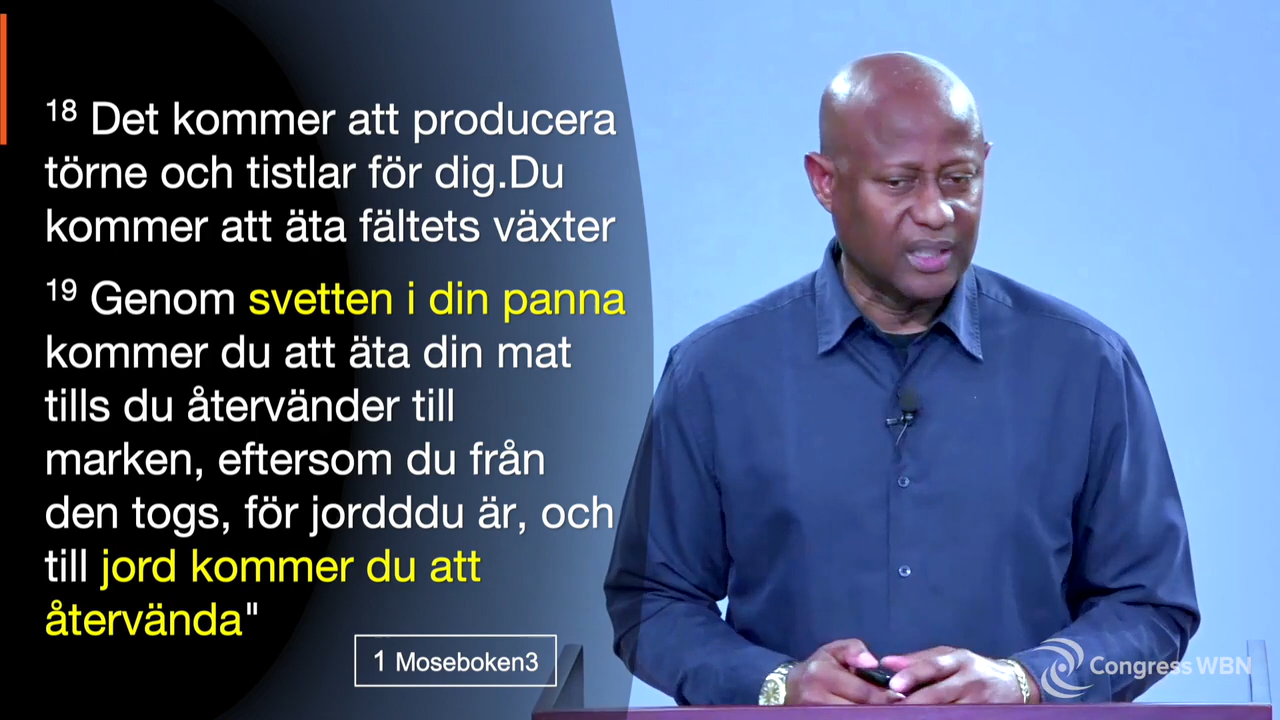 18 Det kommer att producera
törne och tistlar för dig.Du
kommer att äta fältets växter
19 Genom svetten i din panna
kommer du att äta din mat
tills du återvänder till
marken, eftersom du från
den togs, för jordddu är, och
till jord kommer du att
återvända"
1 Moseboken3
Congress WBN